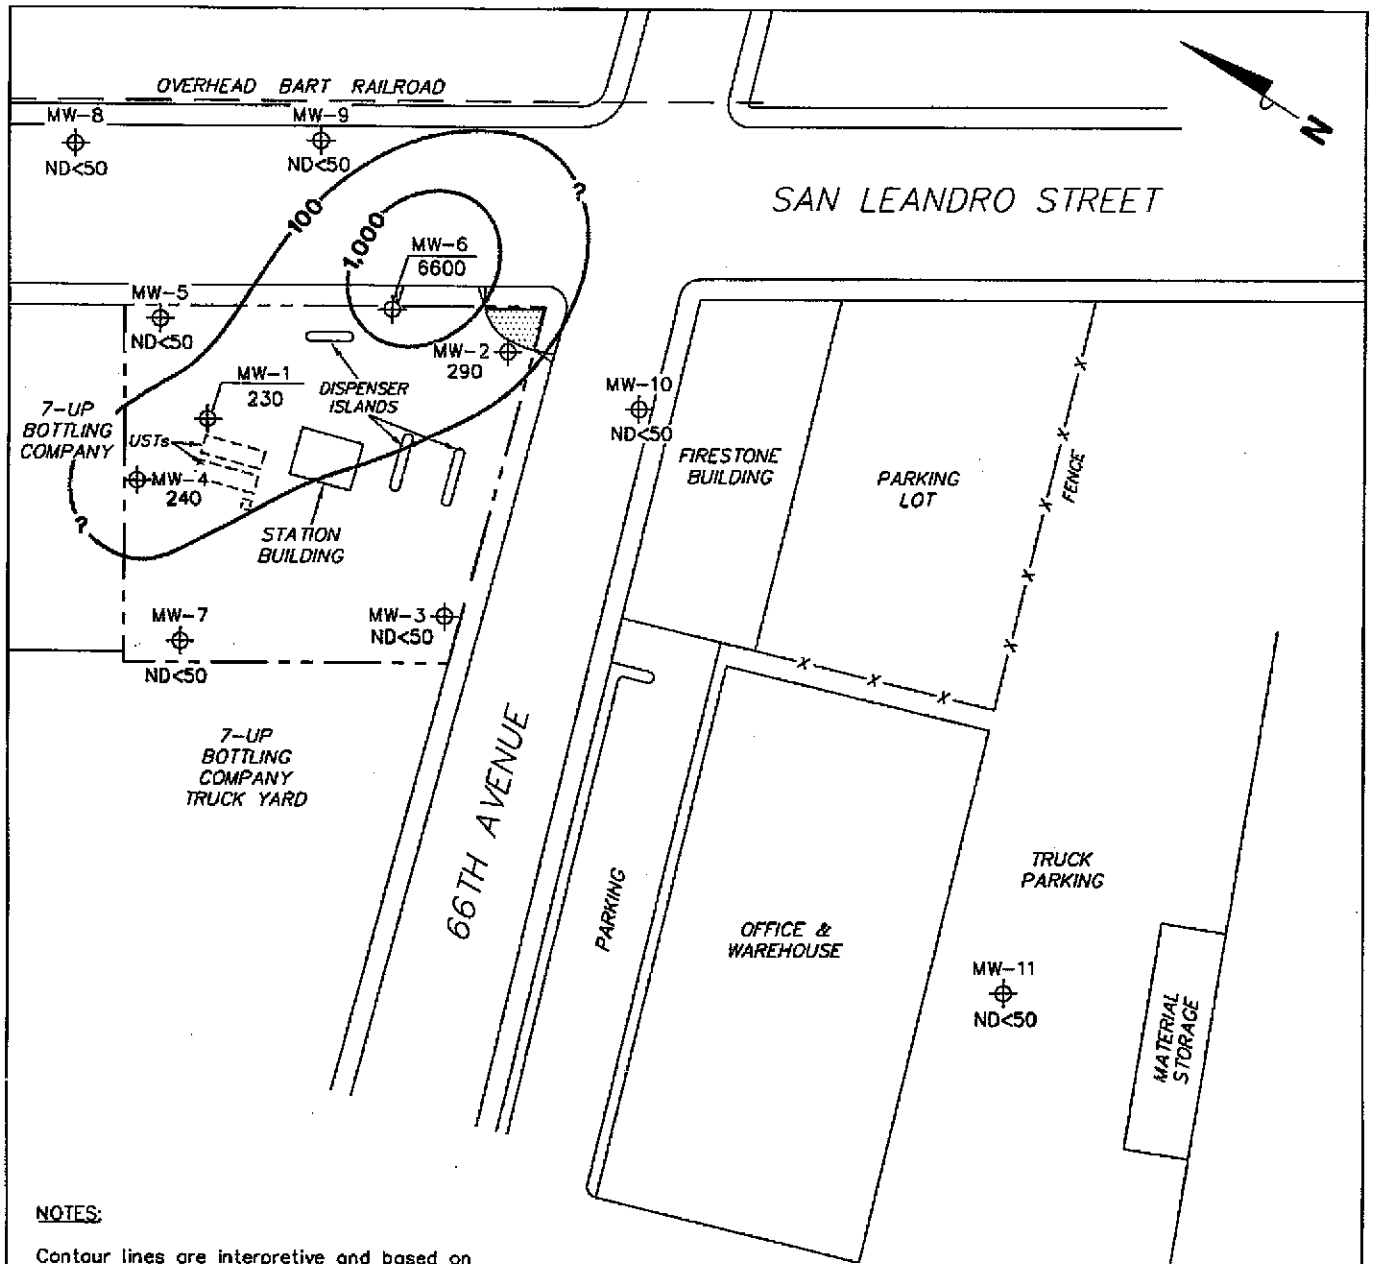 OVERHEAD BART RAILROAD
MW-8
ND<50
MW-9
ND<50
N
SAN LEANDRO STREET
100
1,000
?
MW-6
6600
MW-5
ND<50
MW-2
290
MW-1
230
DISPENSER
ISLANDS
7-UP
BOTTLING
COMPANY
USTs
MW-4
240
?
STATION
BUILDING
MW-10
ND<50
FIRESTONE
BUILDING
PARKING
LOT
X
X
X
X
X
X
FENCE
MW-7
ND<50
MW-3
ND<50
X
X
X
7-UP
BOTTLING
COMPANY
TRUCK YARD
66TH AVENUE
PARKING
OFFICE &
WAREHOUSE
TRUCK
PARKING
MW-11
ND<50
MATERIAL
STORAGE
NOTES:
Contour lines are interpretive and based on